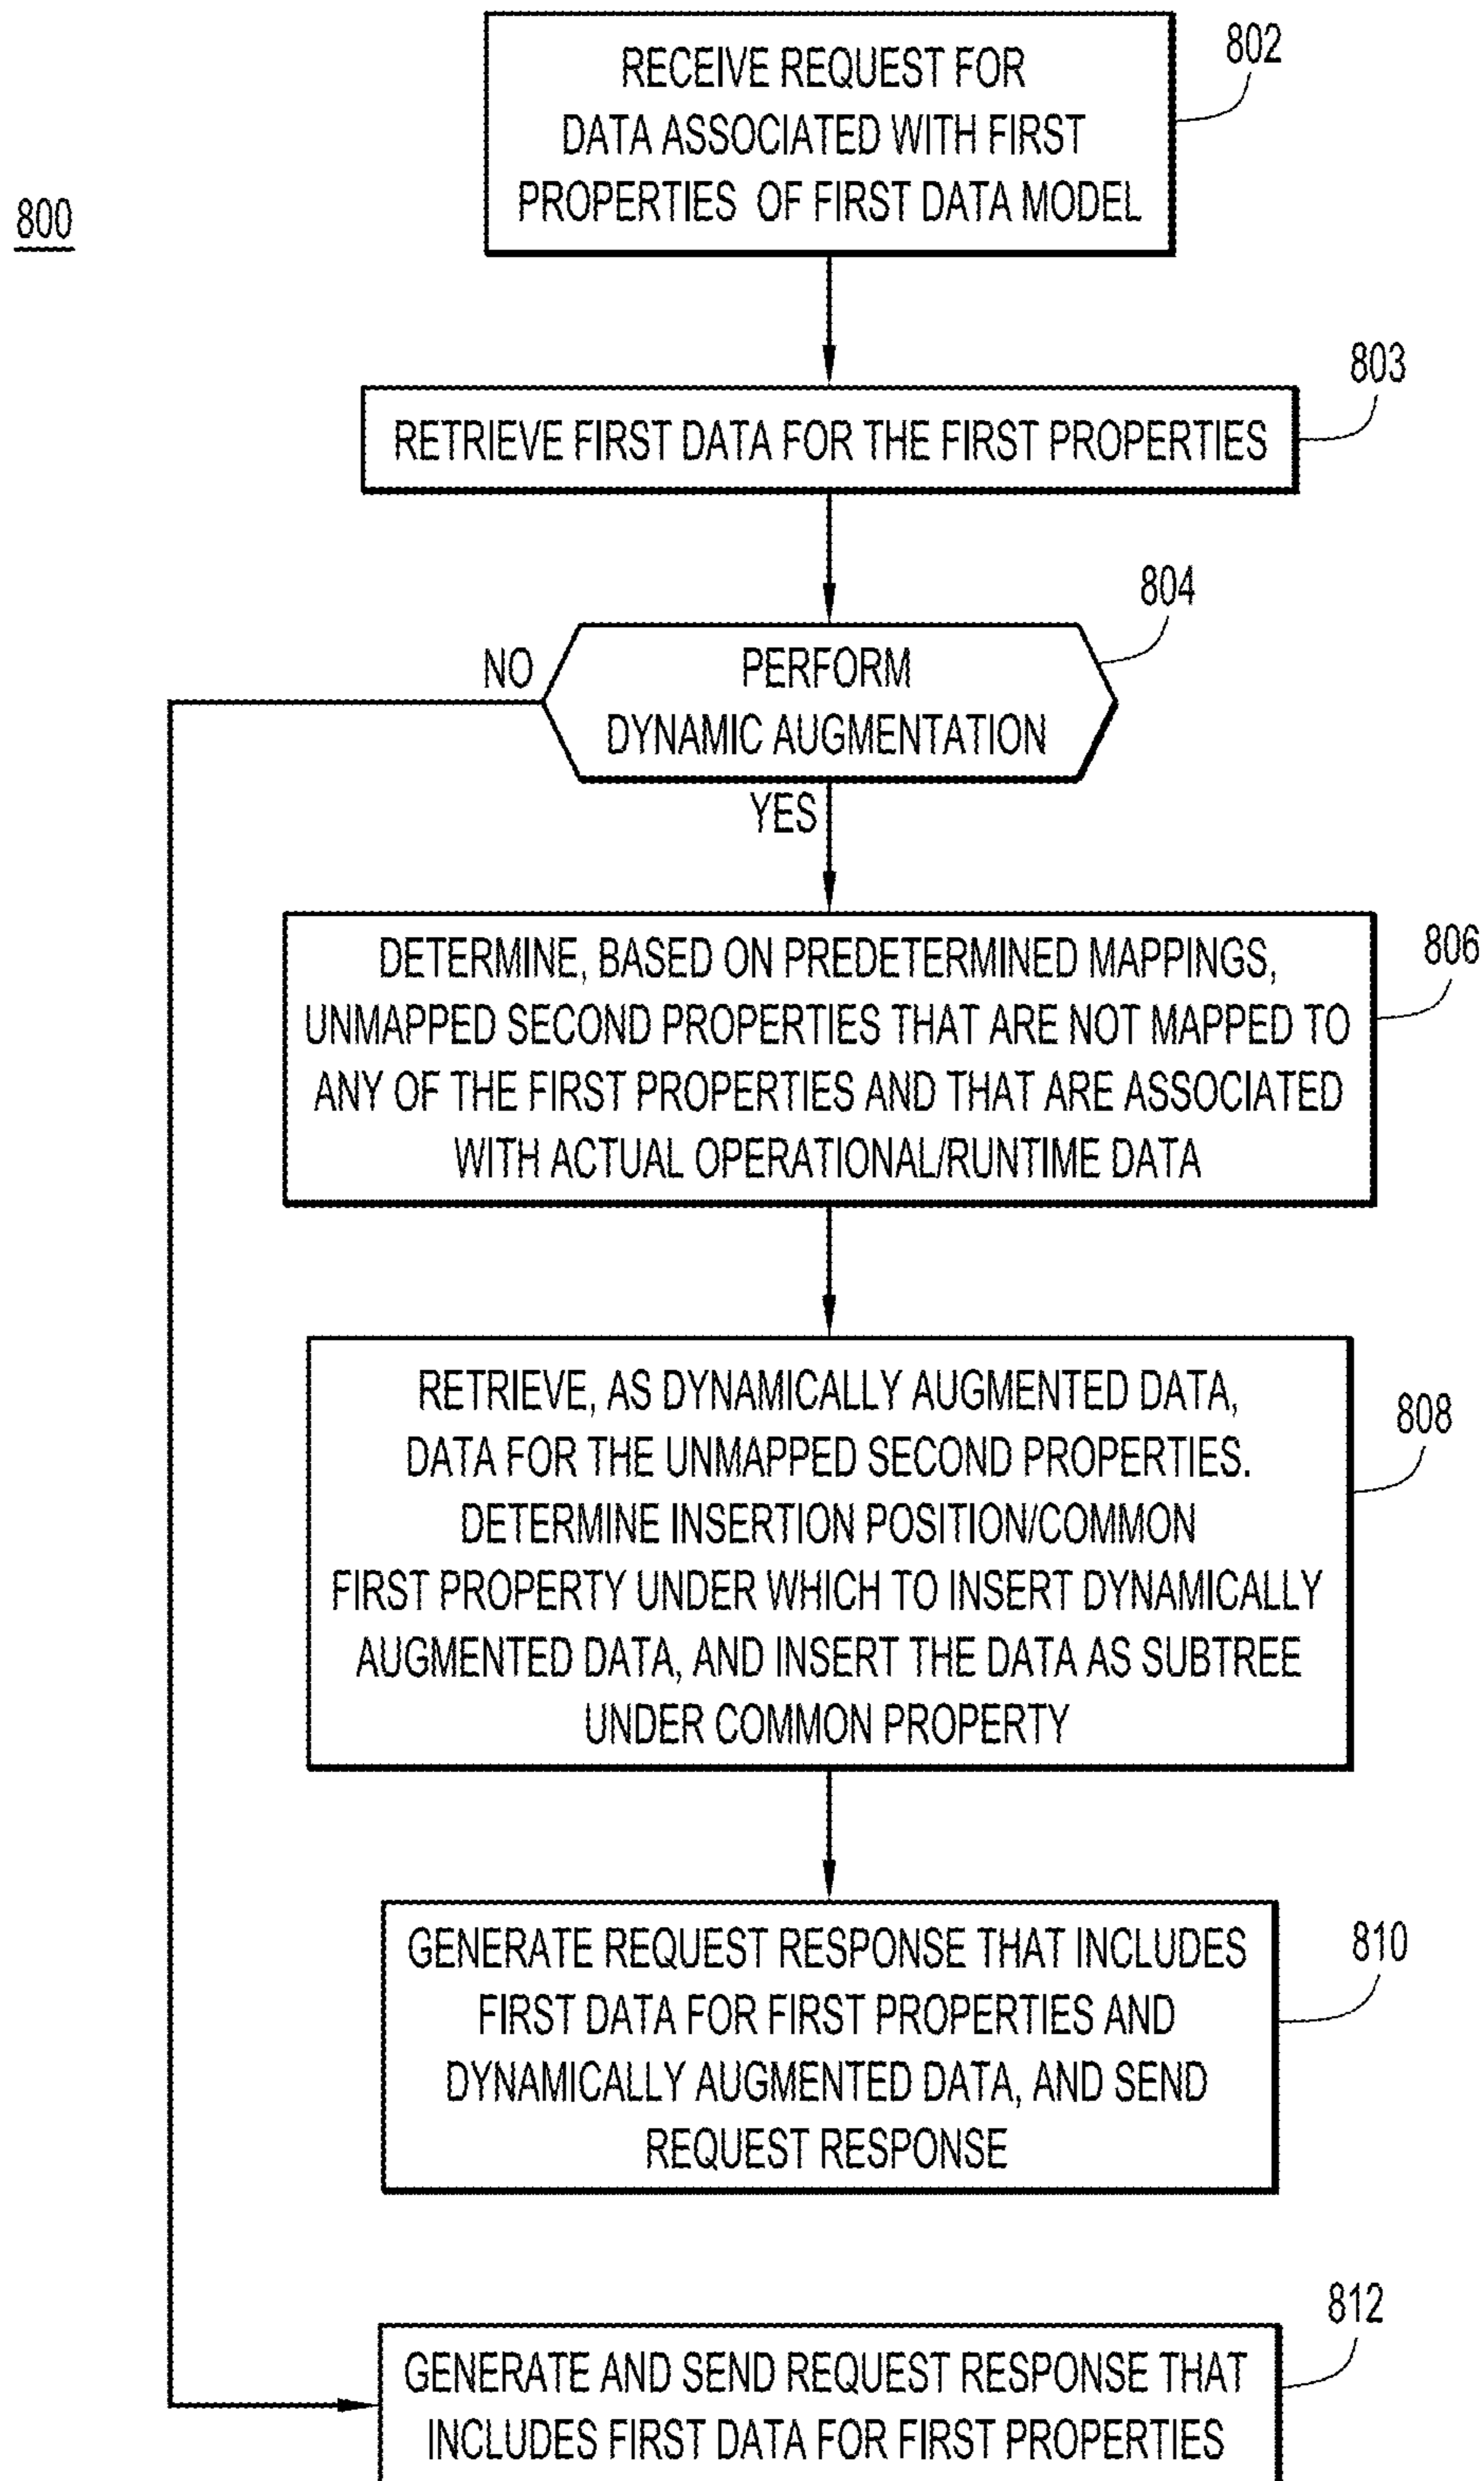 RECEIVE REQUEST FOR
DATA ASSOCIATED WITH FIRST
PROPERTIES OF FIRST DATA MODEL
802
800
RETRIEVE FIRST DATA FOR THE FIRST PROPERTIES
803
PERFORM
DYNAMIC AUGMENTATION
804
NO
YES
DETERMINE, BASED ON PREDETERMINED MAPPINGS,
UNMAPPED SECOND PROPERTIES THAT ARE NOT MAPPED TO
ANY OF THE FIRST PROPERTIES AND THAT ARE ASSOCIATED
WITH ACTUAL OPERATIONAL/RUNTIME DATA
806
RETRIEVE, AS DYNAMICALLY AUGMENTED DATA,
DATA FOR THE UNMAPPED SECOND PROPERTIES.
DETERMINE INSERTION POSITION/COMMON
FIRST PROPERTY UNDER WHICH TO INSERT DYNAMICALLY
AUGMENTED DATA, AND INSERT THE DATA AS SUBTREE
UNDER COMMON PROPERTY
808
GENERATE REQUEST RESPONSE THAT INCLUDES
FIRST DATA FOR FIRST PROPERTIES AND
DYNAMICALLY AUGMENTED DATA, AND SEND
REQUEST RESPONSE
810
GENERATE AND SEND REQUEST RESPONSE THAT
INCLUDES FIRST DATA FOR FIRST PROPERTIES
812